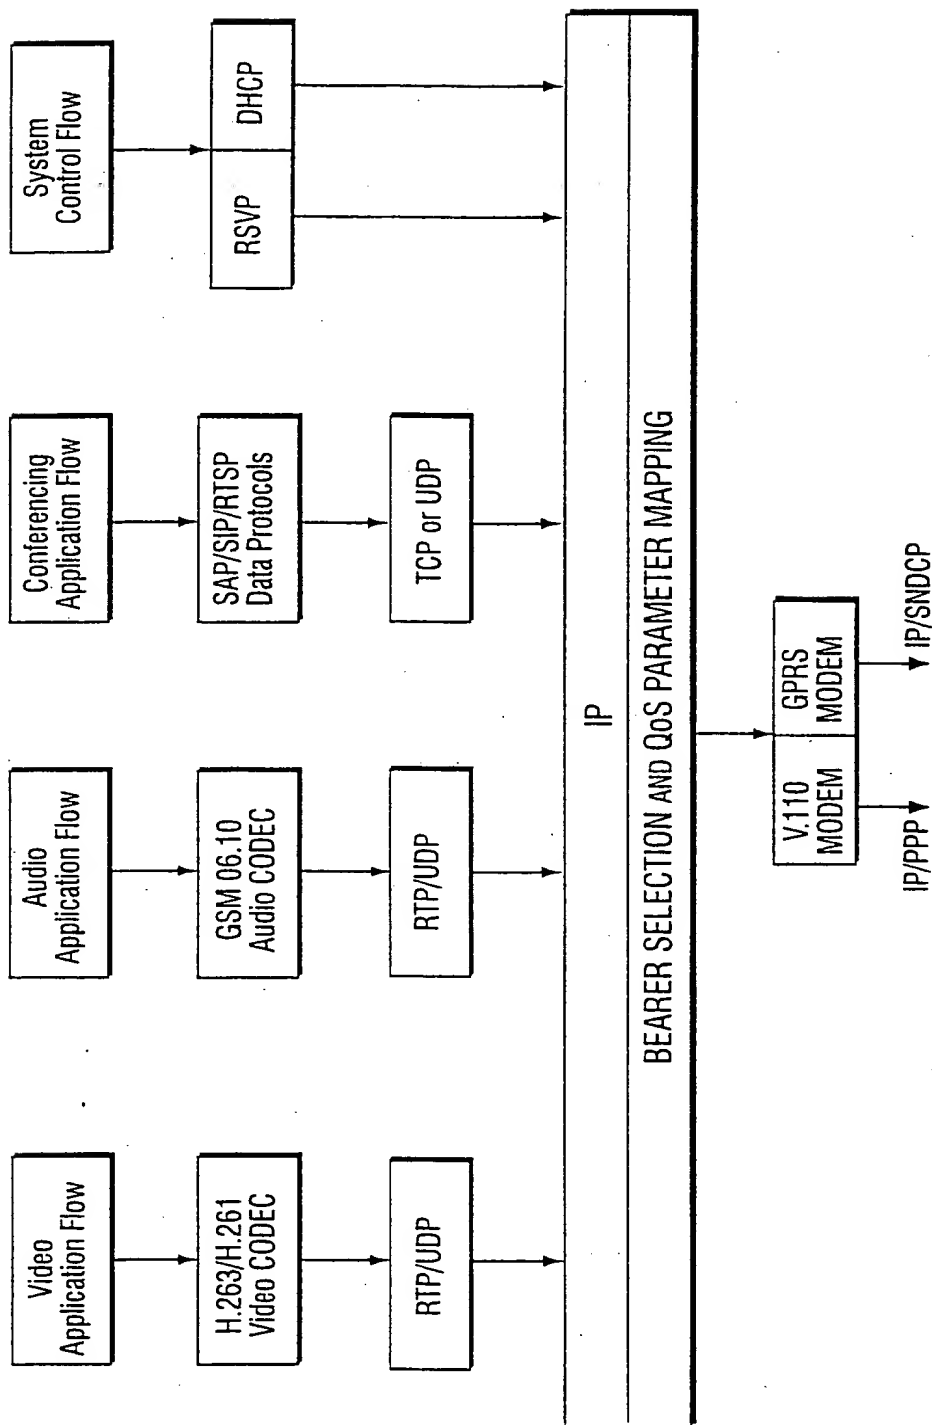 Video
Application Flow
H.263/H.261
Video CODEC
RTP/UDP
Audio
Application Flow
GSM 06.10
Audio CODEC
RTP/UDP
Conferencing
Application Flow
SAP/SIP/RTSP
Data Protocols
TCP or UDP
System
Control Flow
RSVP
DHCP
IP
BEARER SELECTION AND QoS PARAMETER MAPPING
V.110
MODEM
GPRS
MODEM
IP/PPP
IP/SNDCP